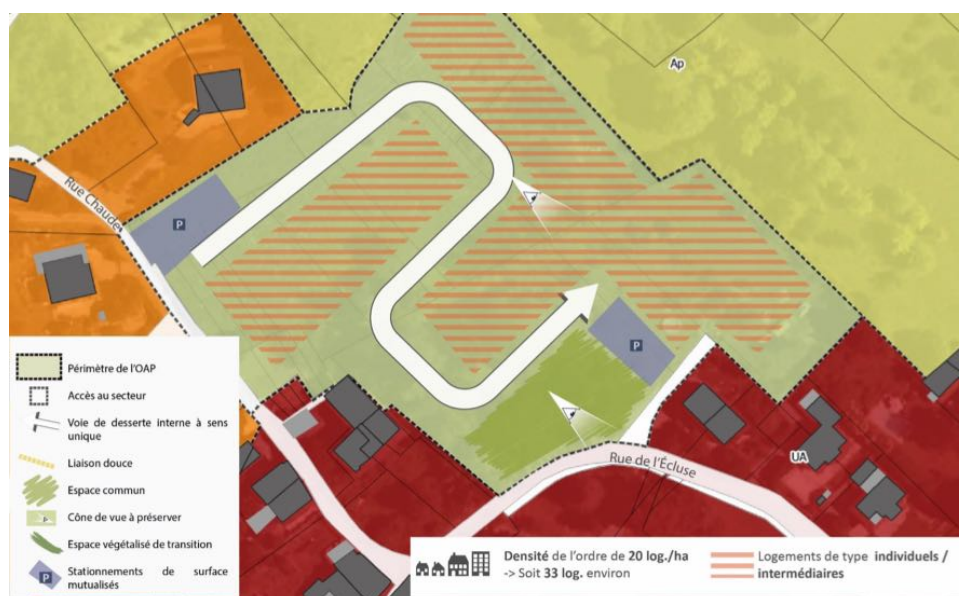 Ap
Rue Chaude
P
P
Rue de l'Écluse
UA
Périmètre de l'OAP
Accès au secteur
Voie de desserte interne à sens
unique
Liaison douce
Espace commun
Cône de vue à préserver
Espace végétalisé de transition
P
Stationnements de surface
mutualisés
Densité de l'ordre de 20 log./ha
-> Soit 33 log. environ
Logements de type individuels /
intermédiaires